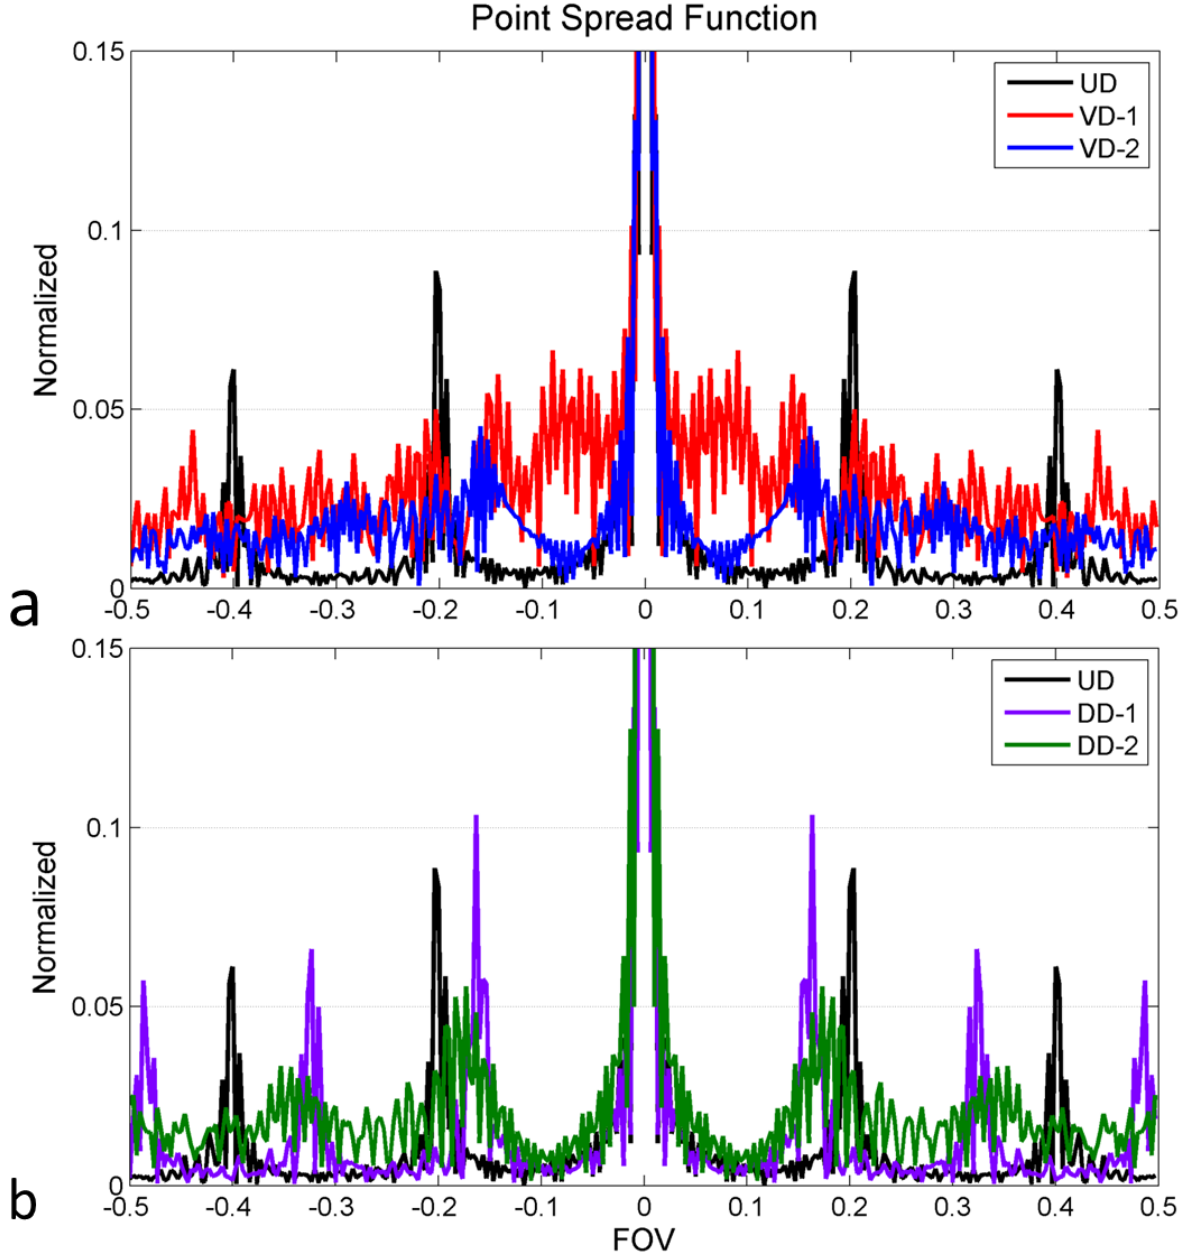 Point Spread Function
0.15
UD
VD-1
VD-2
0.1
Normalized
0.05
0
-0.5 -0.4 -0.3 -0.2 -0.1 0 0.1 0.2 0.3 0.4 0.5
a
0.15
UD
DD-1
DD-2
0.1
Normalized
0.05
0
-0.5 -0.4 -0.3 -0.2 -0.1 0 0.1 0.2 0.3 0.4 0.5
b
FOV